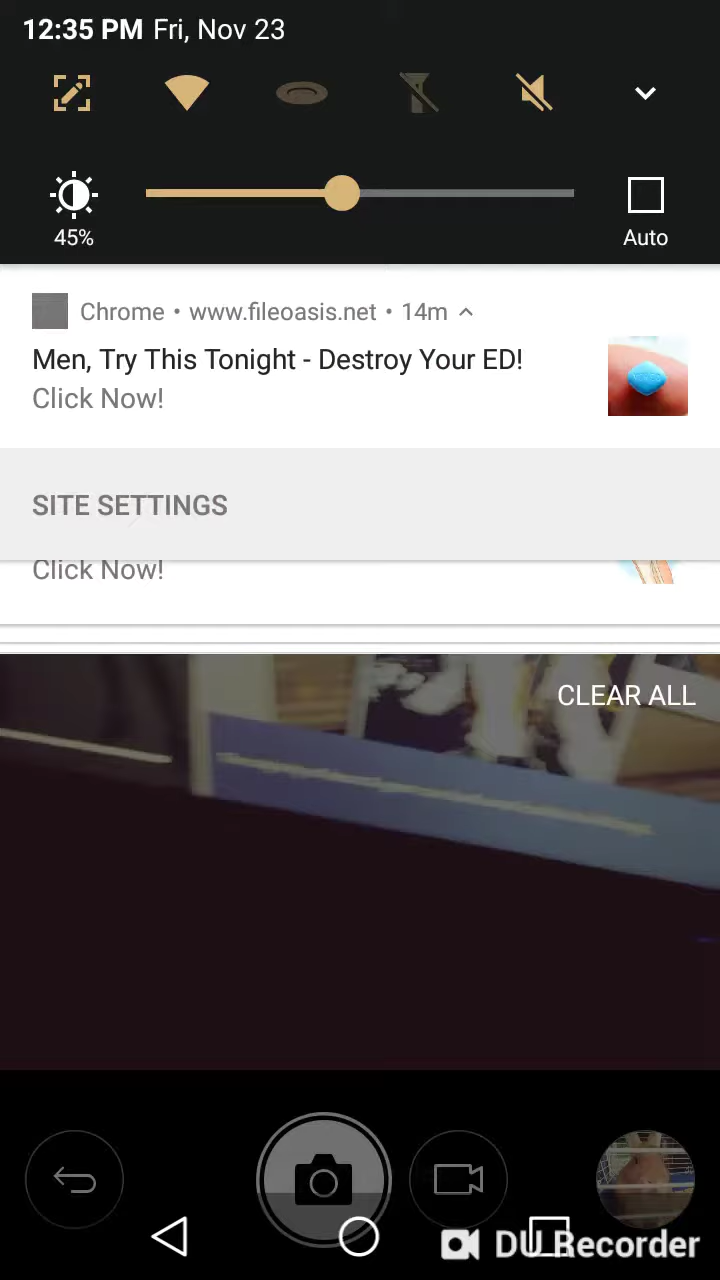 12:35 PM Fri, Nov 23
45%
Auto
Chrome • www.fileoasis.net • 14m
Men, Try This Tonight - Destroy Your ED!
Click Now!
SITE SETTINGS
Click Now!
CLEAR ALL
DU Recorder